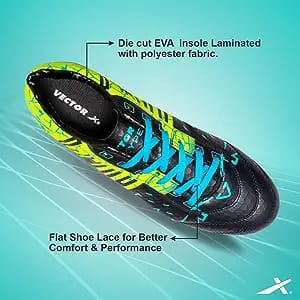 Die cut EVA insole Laminated
with polyester fabric.
VECTOR X
Flat Shoe Lace for Better
Comfort & Performance